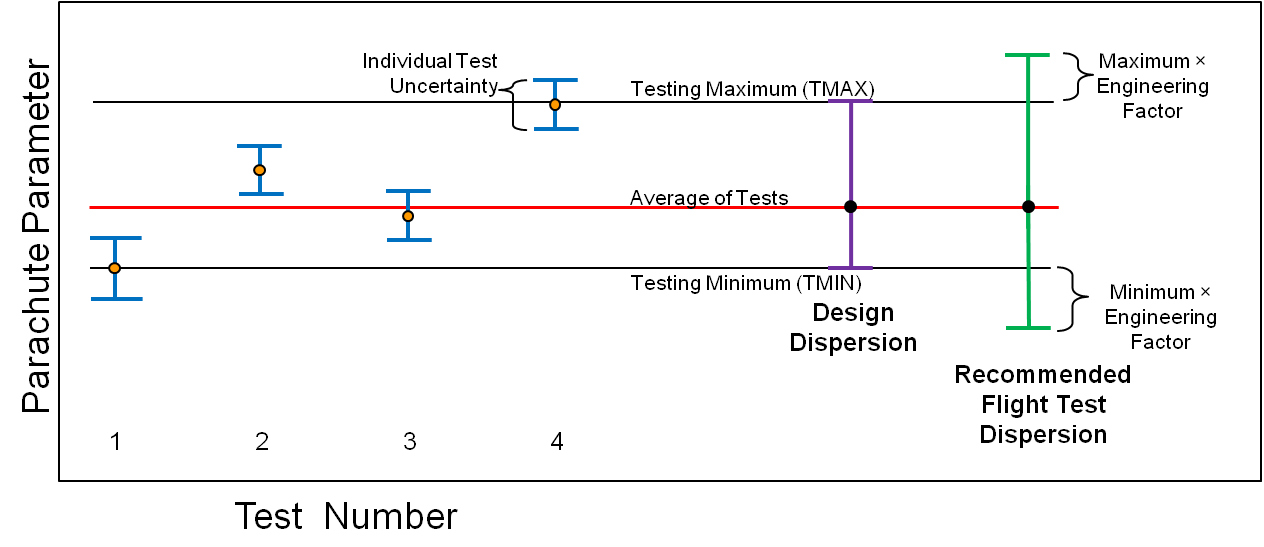 Parachute Parameter
Individual Test
Uncertainty
Testing Maximum (TMAX)
Maximum ×
Engineering
Factor
Average of Tests
Testing Minimum (TMIN)
Minimum ×
Engineering
Factor
Design
Dispersion
Recommended
Flight Test
Dispersion
1 2 3 4
Test Number